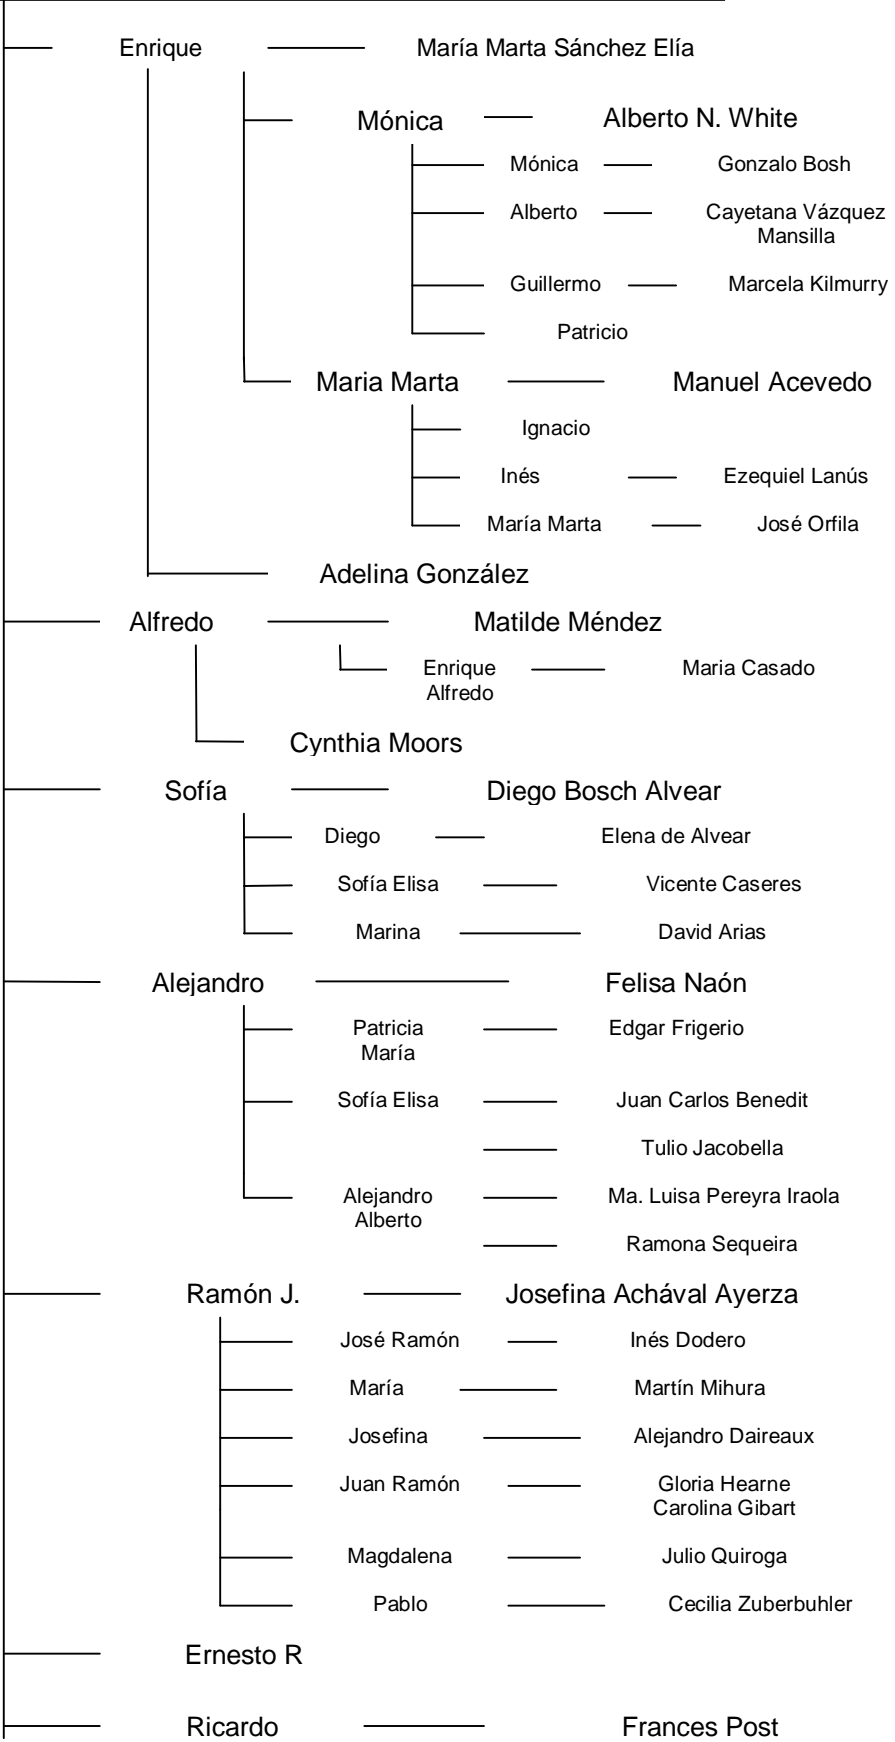 Enrique María Marta Sánchez Elía
Mónica Alberto N. White
Mónica Gonzalo Bosh
Alberto Cayetana Vázquez
Mansilla
Guillermo Marcela Kilmurry
Patricio
Maria Marta Manuel Acevedo
Ignacio
Inés Ezequiel Lanús
María Marta José Orfila
Adelina González
Alfredo Matilde Méndez
Enrique Maria Casado
Alfredo
Cynthia Moors
Sofía Diego Bosch Alvear
Diego Elena de Alvear
Sofía Elisa Vicente Caseres
Marina David Arias
Alejandro Felisa Naón
Patricia Edgar Frigerio
María
Sofía Elisa Juan Carlos Benedit
Tulio Jacobella
Alejandro Ma. Luisa Pereyra Iraola
Alberto
Ramona Sequeira
Ramón J. Josefina Achával Ayerza
José Ramón Inés Dodero
María Martín Mihura
Josefina Alejandro Daireaux
Juan Ramón Gloria Hearne
Carolina Gibart
Magdalena Julio Quiroga
Pablo Cecilia Zuberbuhler
Ernesto R
Ricardo Frances Post